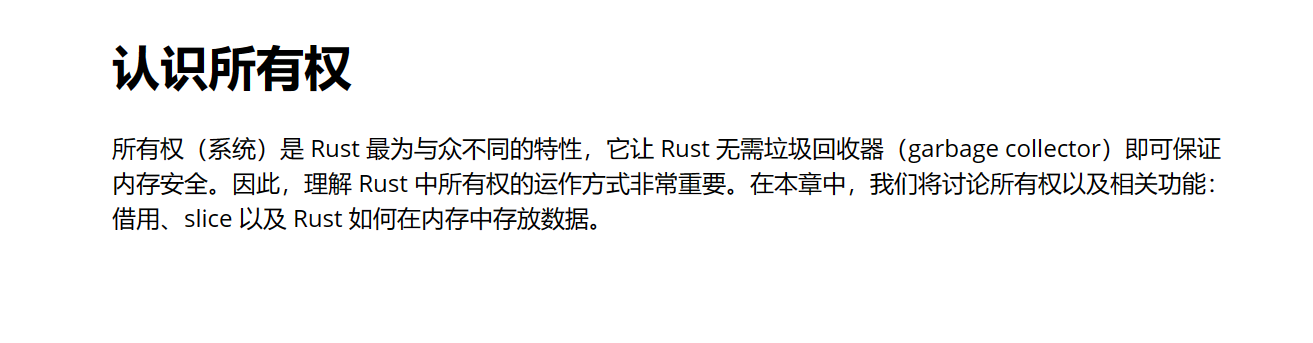 认识所有权
所有权（系统）是 Rust 最为与众不同的特性，它让 Rust 无需垃圾回收器（garbage collector）即可保证
内存安全。因此，理解 Rust 中所有权的运作方式非常重要。在本章中，我们将讨论所有权以及相关功能：
借用、slice 以及 Rust 如何在内存中存放数据。